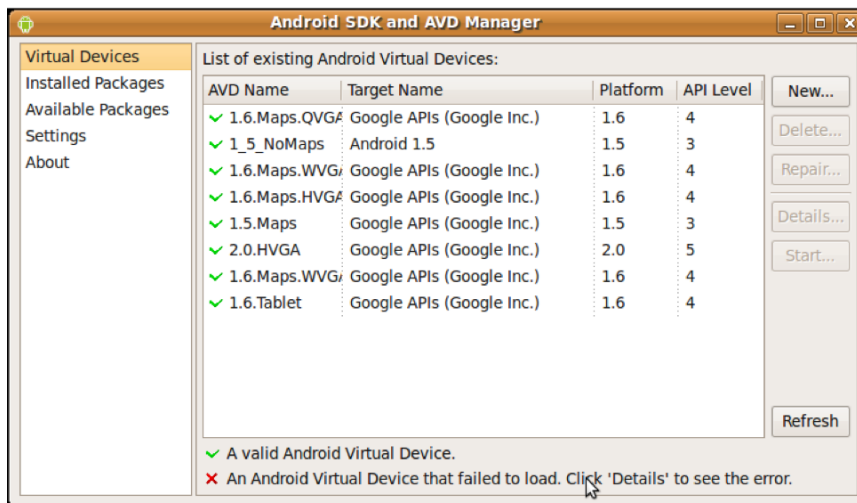 Android SDK and AVD Manager
Virtual Devices
Installed Packages
Available Packages
Settings
About
List of existing Android Virtual Devices:
AVD Name Target Name Platform API Level
1.6.Maps.QVGA Google APIs (Google Inc.) 1.6 4
1_5_NoMaps Android 1.5 1.5 3
1.6.Maps.WVGA Google APIs (Google Inc.) 1.6 4
1.6.Maps.HVGA Google APIs (Google Inc.) 1.6 4
1.5.Maps Google APIs (Google Inc.) 1.5 3
2.0.HVGA Google APIs (Google Inc.) 2.0 5
1.6.Maps.WVGA Google APIs (Google Inc.) 1.6 4
1.6.Tablet Google APIs (Google Inc.) 1.6 4
New...
Delete...
Repair...
Details...
Start...
Refresh
A valid Android Virtual Device.
An Android Virtual Device that failed to load. Click 'Details' to see the error.